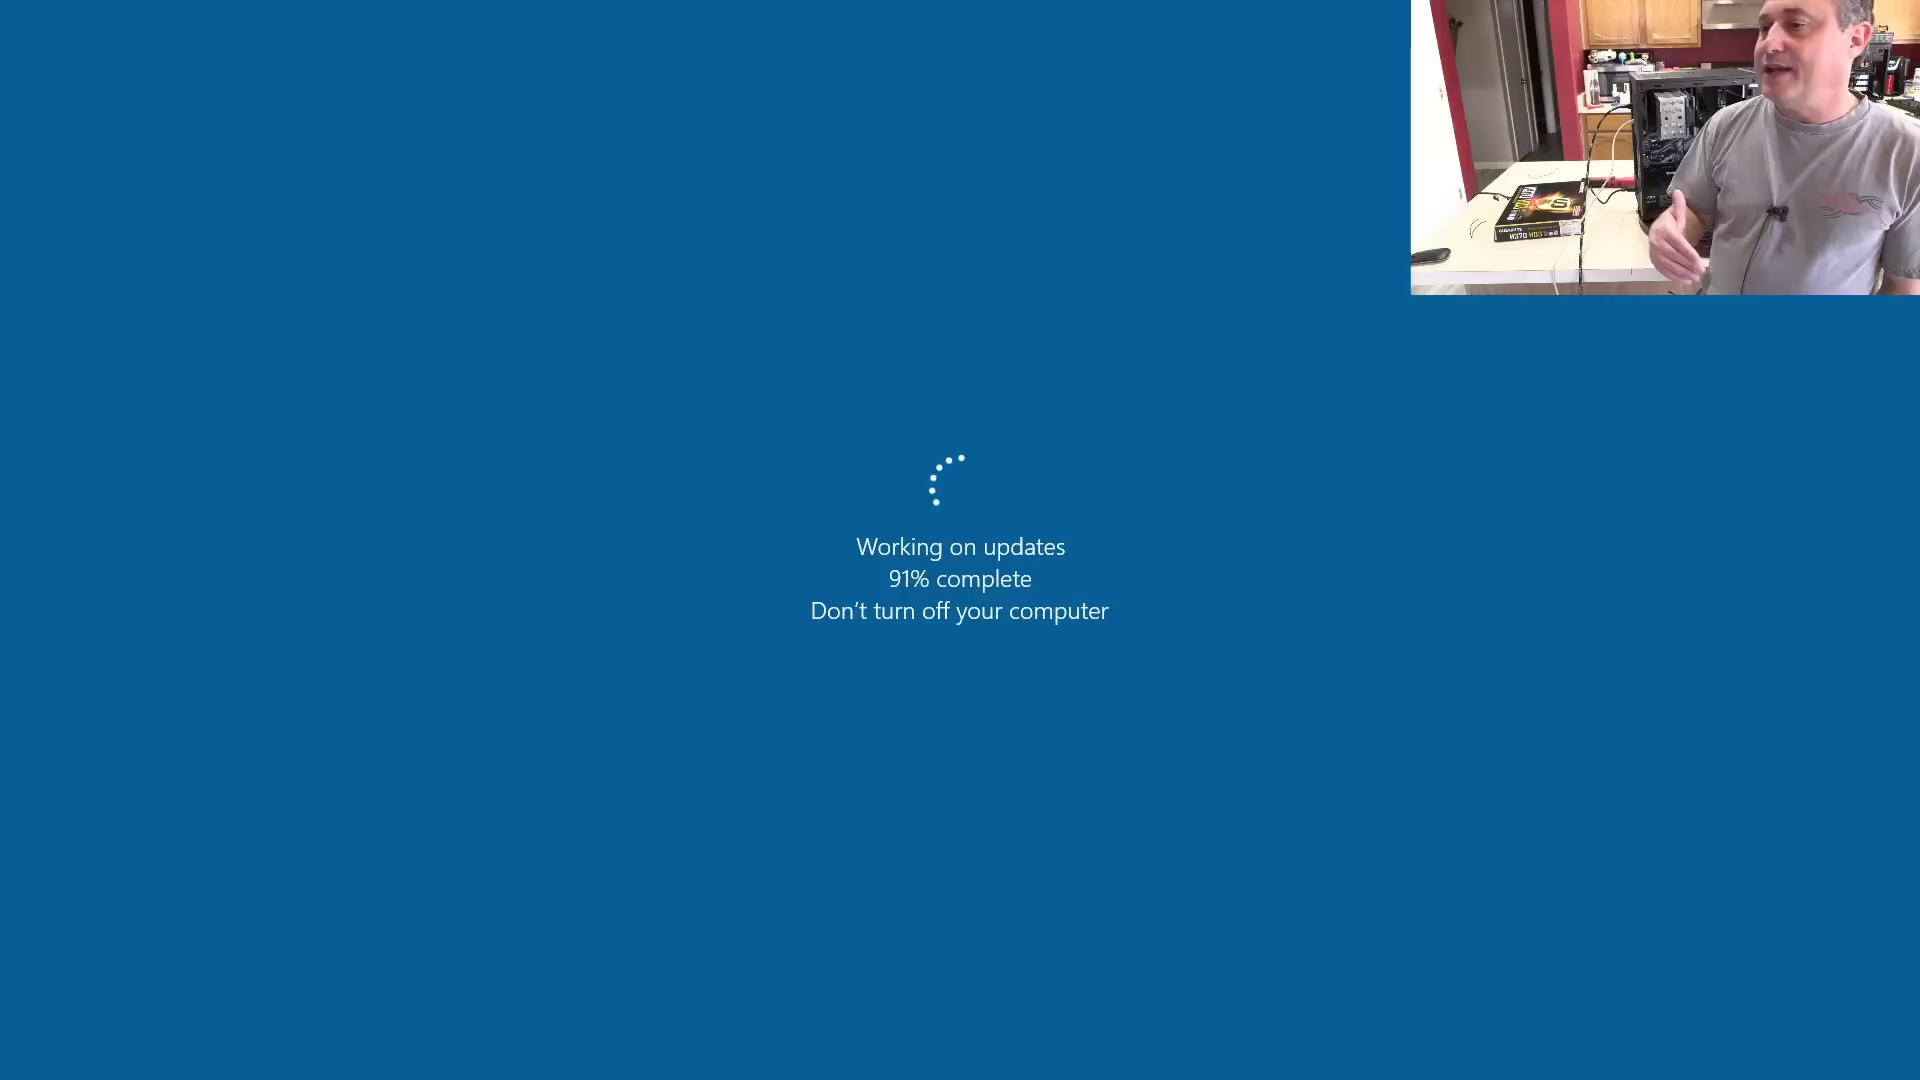 Working on updates
91% complete
Don't turn off your computer